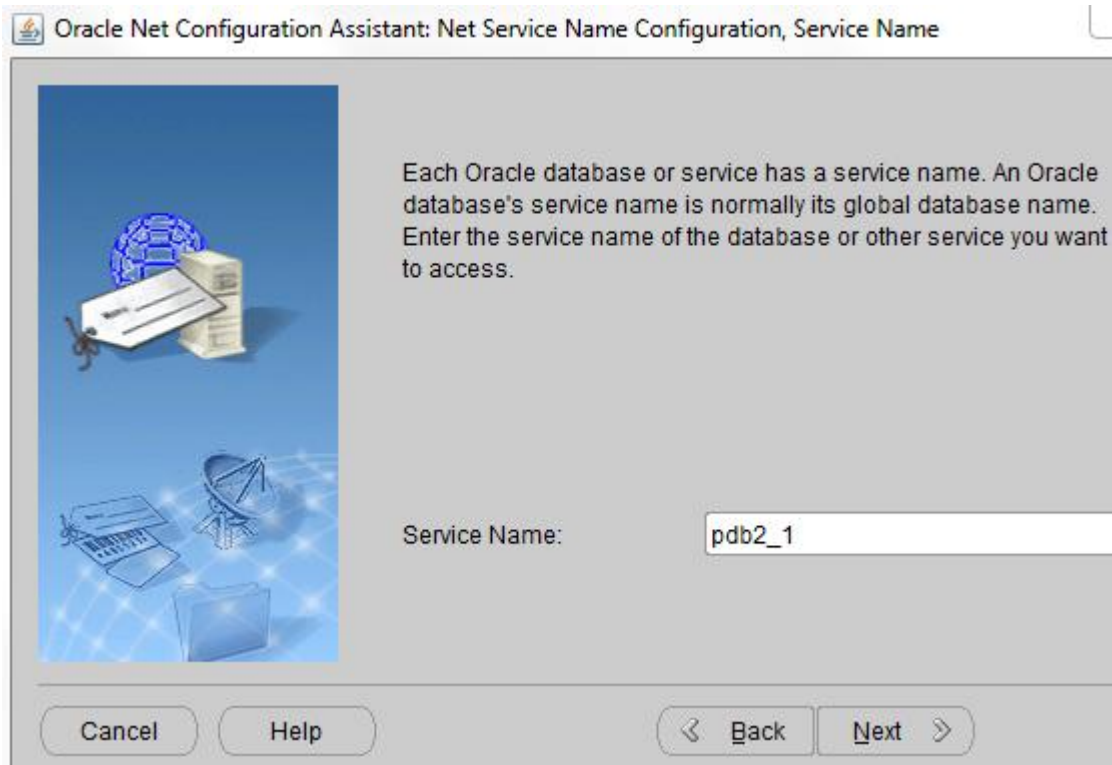 Oracle Net Configuration Assistant: Net Service Name Configuration, Service Name
Each Oracle database or service has a service name. An Oracle
database's service name is normally its global database name.
Enter the service name of the database or other service you want
to access.
Service Name:
pdb2_1
Cancel
Help
Back
Next